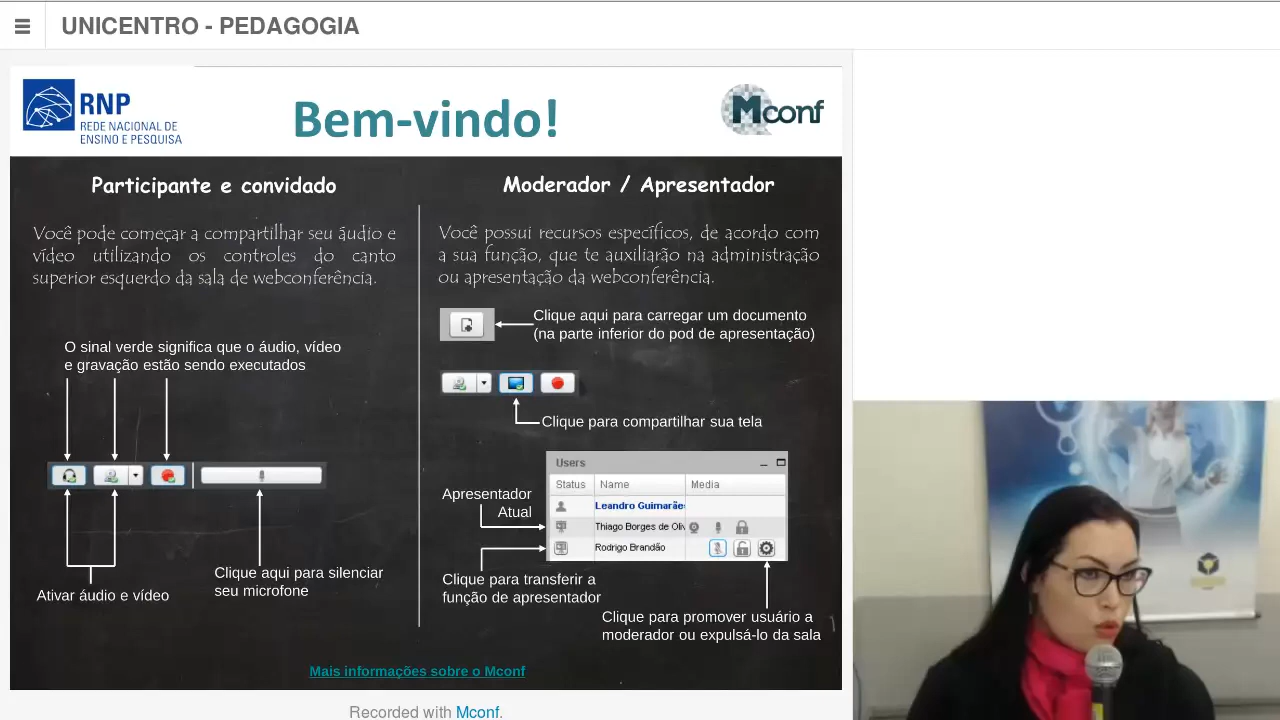 UNICENTRO - PEDAGOGIA
RNP
REDE NACIONAL DE
ENSINO E PESQUISA
Bem-vindo!
Mconf
Participante e convidado
Você pode começar a compartilhar seu áudio e
vídeo utilizando os controles do canto
superior esquerdo da sala de webconferência.
O sinal verde significa que o áudio, vídeo
e gravação estão sendo executados
Ativar áudio e vídeo
Clique aqui para silenciar
seu microfone
Moderador / Apresentador
Você possui recursos específicos, de acordo com
a sua função, que te auxiliarão na administração
ou apresentação da webconferência.
Clique aqui para carregar um documento
(na parte inferior do pod de apresentação)
Clique para compartilhar sua tela
Users
Status Name Media
Leandro Guimarães
Thiago Borges de Oliv
Rodrigo Brandão
Apresentador
Atual
Clique para transferir a
função de apresentador
Clique para promover usuário a
moderador ou expulsá-lo da sala
Mais informações sobre o Mconf
Recorded with Mconf.